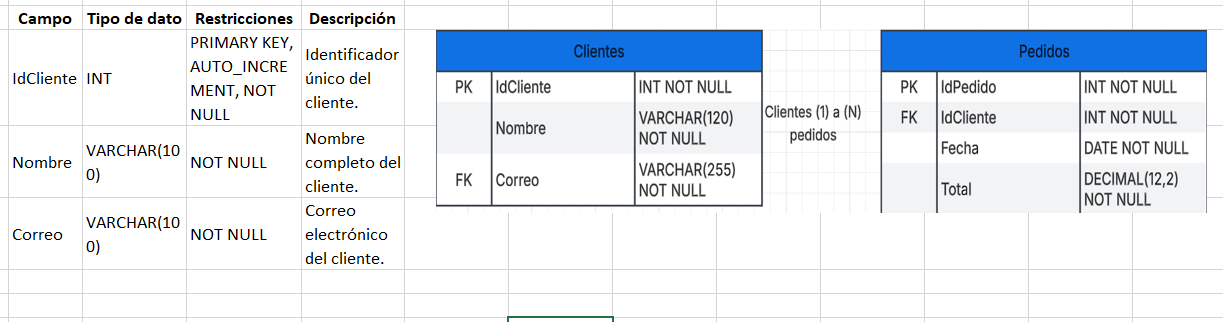 Campo Tipo de dato Restricciones Descripción
IdCliente INT PRIMARY KEY,
AUTO_INCRE
MENT, NOT
NULL
Identificador
único del
cliente.
Nombre VARCHAR(10
0)
NOT NULL
Nombre
completo del
cliente.
Correo VARCHAR(10
0)
NOT NULL
Correo
electrónico
del cliente.
Clientes
PK IdCliente INT NOT NULL
Nombre VARCHAR(120)
NOT NULL
FK Correo VARCHAR(255)
NOT NULL
Clientes (1) a (N)
pedidos
Pedidos
PK IdPedido INT NOT NULL
FK IdCliente INT NOT NULL
Fecha DATE NOT NULL
Total DECIMAL(12,2)
NOT NULL